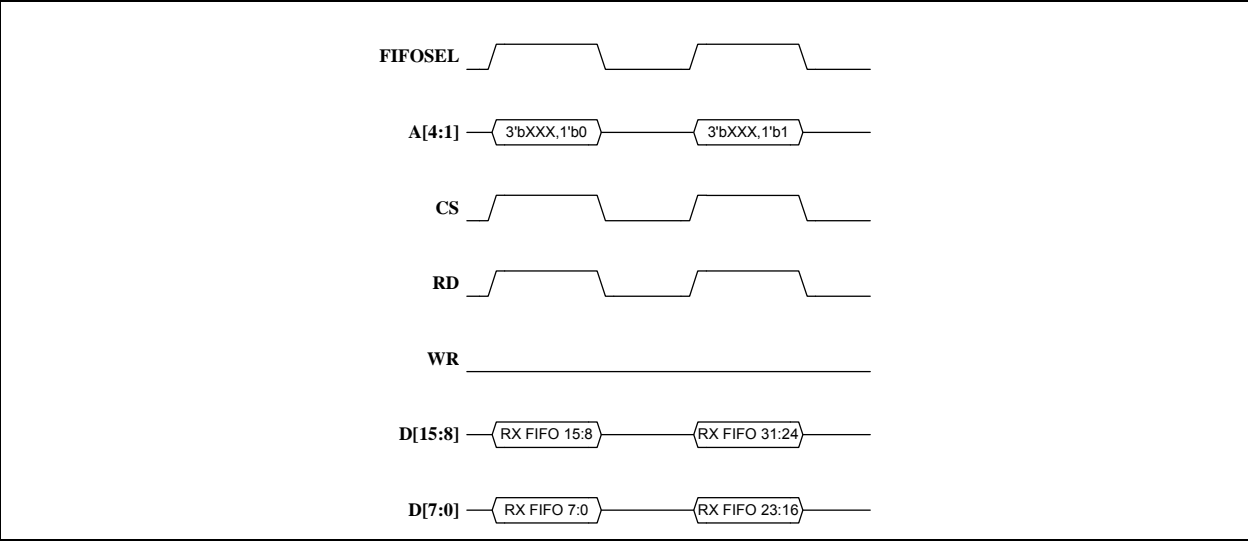 FIFOSEL
A[4:1] 3'bXXX,1'b0 3'bXXX,1'b1
CS
RD
WR
D[15:8] RX FIFO 15:8 RX FIFO 31:24
D[7:0] RX FIFO 7:0 RX FIFO 23:16